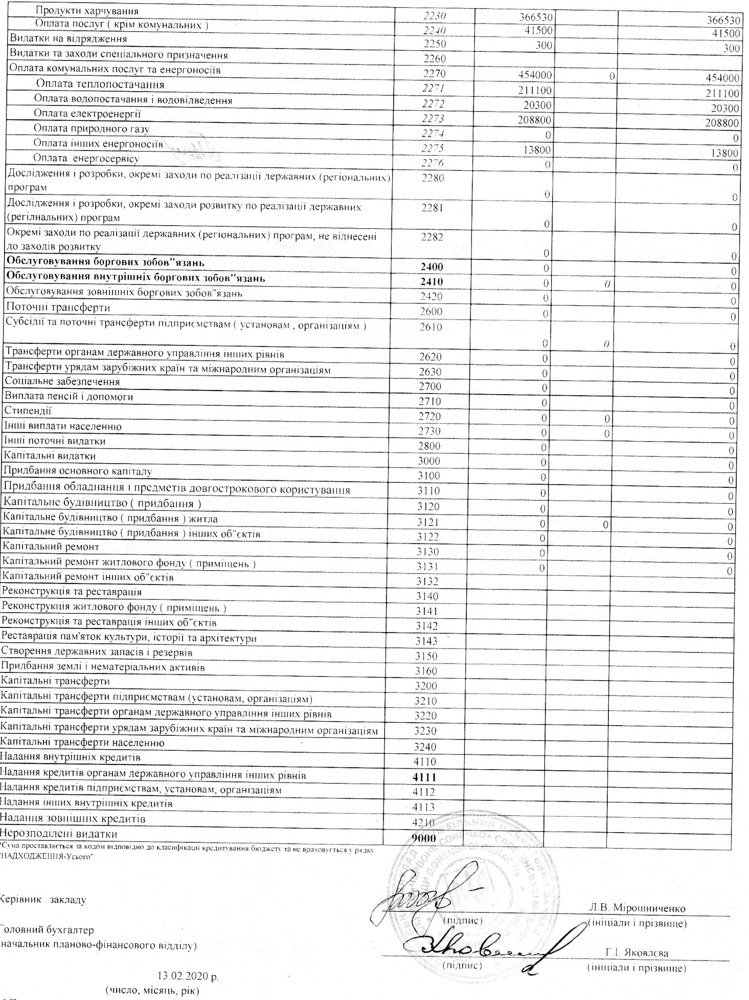 Продукти харчування 2230 366530 366530
Оплата послуг ( крім комунальних ) 2240 41500 41500
Видатки на відрядження 2250 300 300
Видатки та заходи спеціального призначення 2260
Оплата комунальних послуг та енергоносіїв 2270 454000 0 454000
Оплата теплопостачання 2271 211100 211100
Оплата водопостачання і водовідведення 2272 20300 20300
Оплата електроенергії 2273 208800 208800
Оплата природного газу 2274 0 0
Оплата інших енергоносіїв 2275 13800 13800
Оплата енергосервісу 2276 0 0
Дослідження і розробки, окремі заходи по реалізації державних (регіональних) 2280
програм 0 0
Дослідження і розробки, окремі заходи розвитку по реалізації державних 2281
(регілнальних) програм 0 0
Окремі заходи по реалізації державних (регіональних) програм, не віднесені 2282
до заходів розвитку 0 0
Обслуговування боргових зобов"язань 2400 0 0
Обслуговування внутрішніх боргових зобов"язань 2410 0 0 0
Обслуговування зовнішніх боргових зобов"язань 2420 0 0
Поточні трансферти 2600 0 0
Субсідії та поточні трансферти підприємствам ( установам , організаціям ) 2610
0 0 0
Трансферти органам державного управління інших рівнів 2620 0 0
Трансферти урядам зарубіжних країн та міжнародним організаціям 2630 0 0
Соціальне забезпечення 2700 0 0
Виплата пенсій і допомоги 2710 0 0
Стипендії 2720 0 0 0
Інші виплати населенню 2730 0 0 0
Інші поточні видатки 2800 0 0
Капітальні видатки 3000 0 0
Придбання основного капіталу 3100 0 0
Придбання обладнання і предметів довгострокового користування 3110 0 0
Капітальне будівництво ( придбання ) 3120 0 0
Капітальне будівництво ( придбання ) житла 3121 0 0 0
Капітальне будівництво ( придбання ) інших об"єктів 3122 0 0
Капітальний ремонт 3130 0 0
Капітальний ремонт житлового фонду ( приміщень ) 3131 0 0
Капітальний ремонт інших об"єктів 3132
Реконструкція та реставрація 3140
Реконструкція житлового фонду ( приміщень ) 3141
Реконструкція та реставрація інших об"єктів 3142
Реставрація пам'яток культури, історії та архітектури 3143
Створення державних запасів і резервів 3150
Придбання землі і нематеріальних активів 3160
Капітальні трансферти 3200
Капітальні трансферти підприємствам (установам, організаціям) 3210
Капітальні трансферти органам державного управління інших рівнів 3220
Капітальні трансферти урядам зарубіжних країн та міжнародним організаціям 3230
Капітальні трансферти населенню 3240
Надання внутрішніх кредитів 4110
Надання кредитів органам державного управління інших рівнів 4111
Надання кредитів підприємствам, установам, організаціям 4112
Надання інших внутрішніх кредитів 4113
Надання зовнішніх кредитів 4210
Нерозподілені видатки 9000
*Сума проставляється за кодом відповідно до класифікації кредитування бюджету та не враховується у рядку
"НАДХОДЖЕННЯ-Усього".
Керівник закладу Л.В. Мірошниченко
(підпис) (ініціали і прізвище)
Головний бухгалтер
начальник планово-фінансового відділу) Г.І. Яковлєва
(підпис) (ініціали і прізвище)
13.02.2020 р.
(число, місяць, рік)